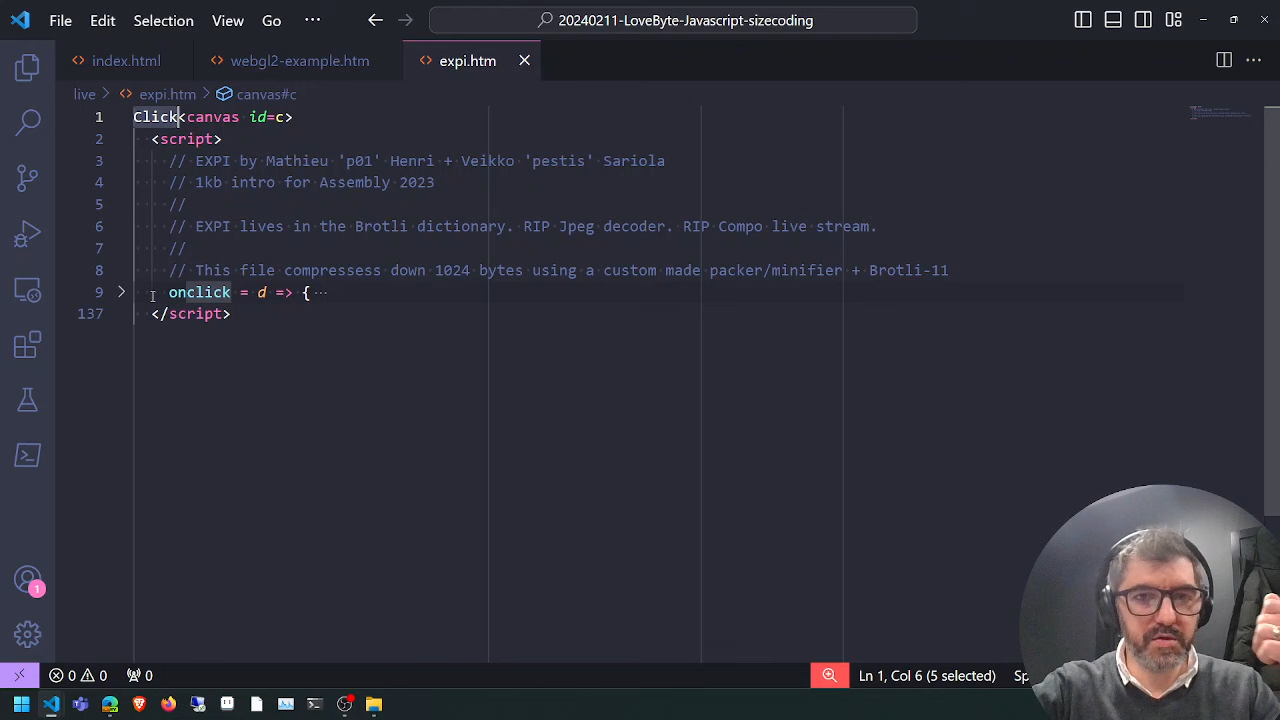 File Edit Selection View Go ···
20240211-LoveByte-Javascript-sizecoding
index.html webgl2-example.htm expi.htm
live > expi.htm > canvas#c
1 Click<canvas id=c>
2 <script>
3 // EXPI by Mathieu 'p01' Henri + Veikko 'pestis' Sariola
4 // 1kb intro for Assembly 2023
5 //
6 // EXPI lives in the Brotli dictionary. RIP Jpeg decoder. RIP Compo live stream.
7 //
8 // This file compressess down 1024 bytes using a custom made packer/minifier + Brotli-11
9 onclick = d => { ···
137 </script>
1
0 0 0 Ln 1, Col 6 (5 selected) Sp